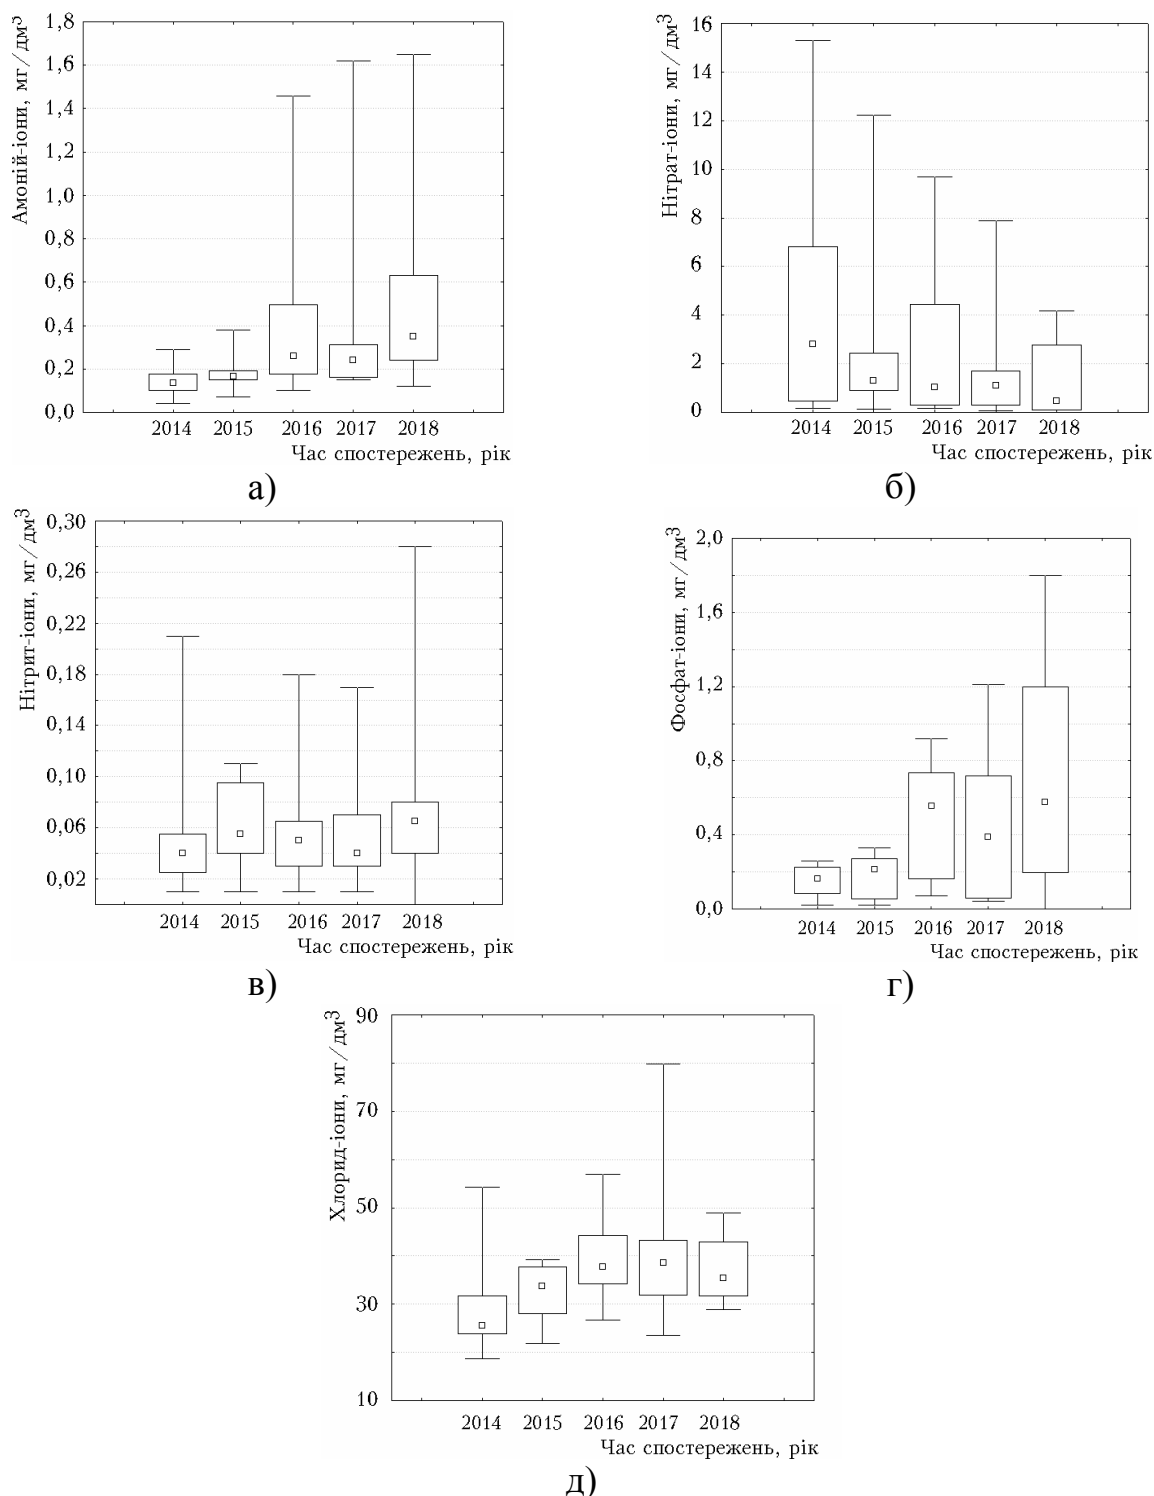 Амоній-іони, мг/дм3
1,8
1,6
1,4
1,2
1,0
0,8
0,6
0,4
0,2
0,0
2014 2015 2016 2017 2018
Час спостережень, рік
а)
Нітрат-іони, мг/дм3
16
14
12
10
8
6
4
2
0
2014 2015 2016 2017 2018
Час спостережень, рік
б)
Нітрит-іони, мг/дм3
0,30
0,26
0,22
0,18
0,14
0,10
0,06
0,02
2014 2015 2016 2017 2018
Час спостережень, рік
в)
Фосфат-іони, мг/дм3
2,0
1,6
1,2
0,8
0,4
0,0
2014 2015 2016 2017 2018
Час спостережень, рік
г)
Хлорид-іони, мг/дм3
90
70
50
30
10
2014 2015 2016 2017 2018
Час спостережень, рік
д)